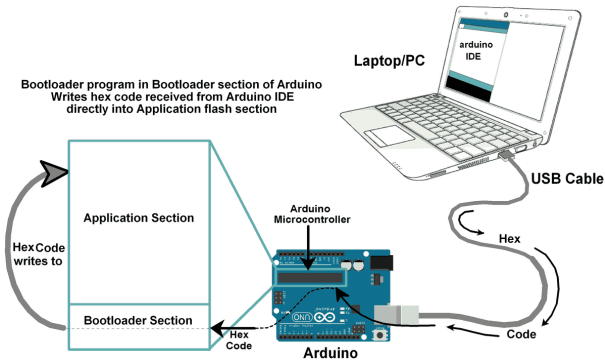 arduino
IDE
Laptop/PC
Bootloader program in Bootloader section of Arduino
Writes hex code received from Arduino IDE
directly into Application flash section
USB Cable
Application Section
Arduino
Microcontroller
Hex
Hex Code
writes to
Bootloader Section
Hex
Code
UNO
Code
Arduino